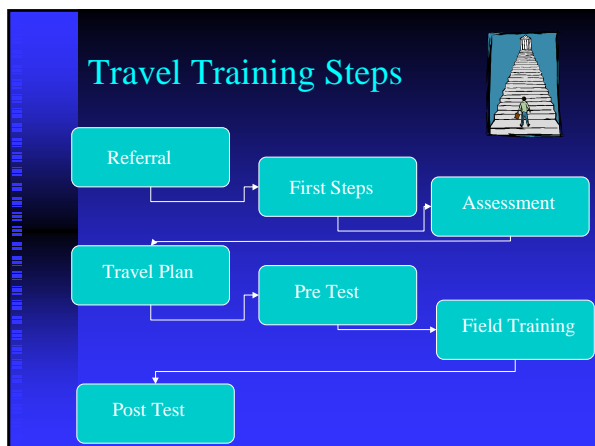 Travel Training Steps
Referral
First Steps
Assessment
Travel Plan
Pre Test
Field Training
Post Test